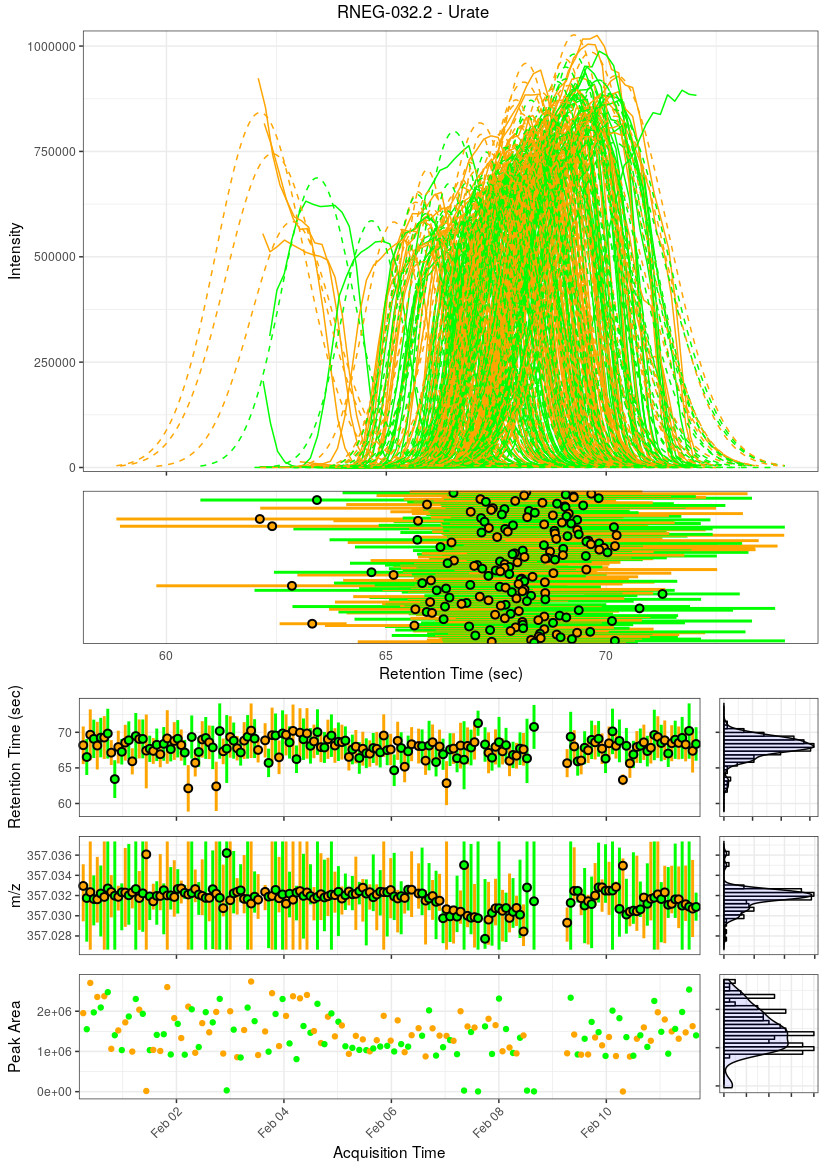 RNEG-032.2 - Urate
1000000
750000
500000
250000
0
Intensity
60 65 70
Retention Time (sec)
Retention Time (sec)
70
65
60
m/z
357.036
357.034
357.032
357.030
357.028
Peak Area
2e+06
1e+06
0e+00
Feb 02 Feb 04 Feb 06 Feb 08 Feb 10
Acquisition Time